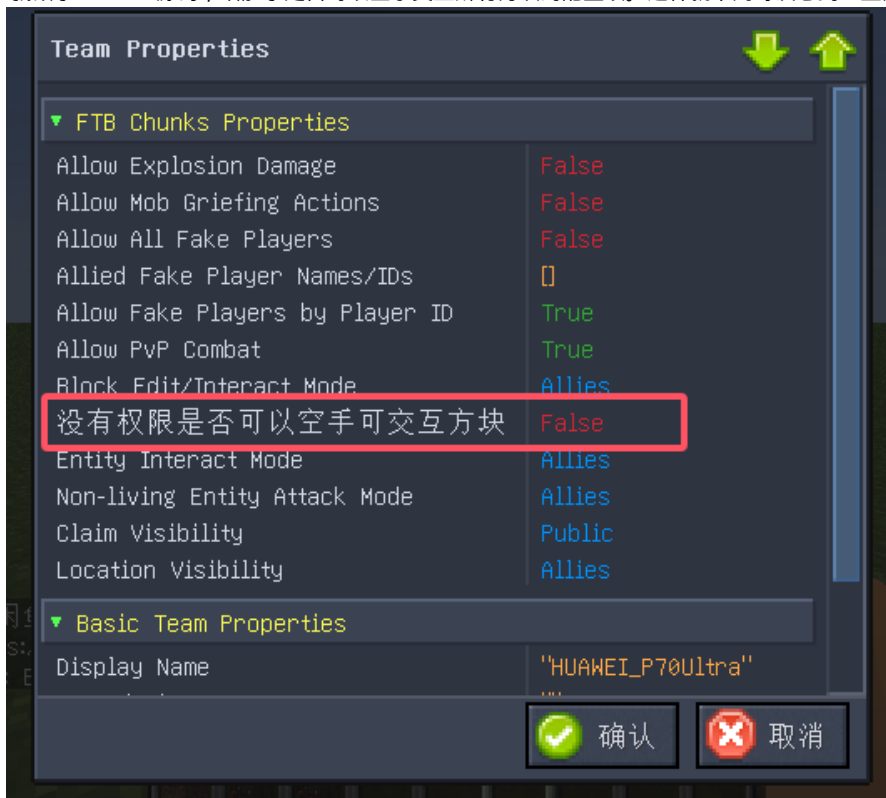 Team Properties
▼ FTB Chunks Properties
Allow Explosion Damage False
Allow Mob Griefing Actions False
Allow All Fake Players False
Allied Fake Player Names/IDs []
Allow Fake Players by Player ID True
Allow PvP Combat True
Block Edit/Interact Mode Allies
没有权限是否可以空手可交互方块 False
Entity Interact Mode Allies
Non-living Entity Attack Mode Allies
Claim Visibility Public
Location Visibility Allies
▼ Basic Team Properties
Display Name "HUAWEI_P70Ultra"
确认 取消